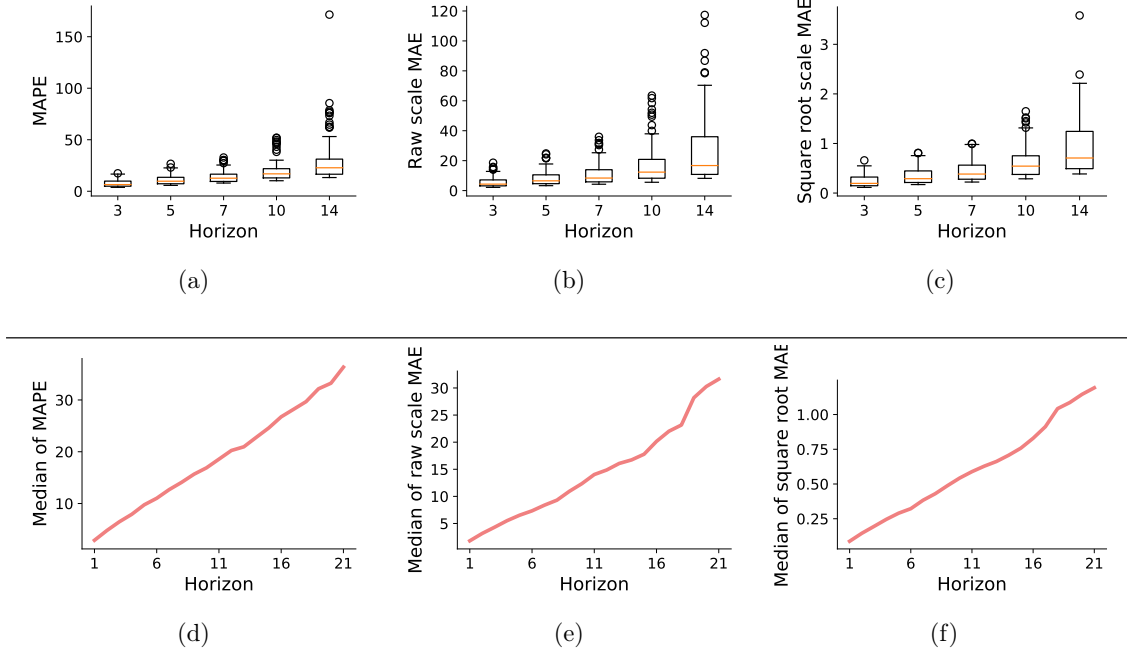 MAPE
150
100
50
0
3 5 7 10 14
Horizon
(a)
Raw scale MAE
120
100
80
60
40
20
0
3 5 7 10 14
Horizon
(b)
Square root scale MAE
3
2
1
0
3 5 7 10 14
Horizon
(c)
Median of MAPE
30
20
10
1 6 11 16 21
Horizon
(d)
Median of raw scale MAE
30
25
20
15
10
5
1 6 11 16 21
Horizon
(e)
Median of square root MAE
1.00
0.75
0.50
0.25
1 6 11 16 21
Horizon
(f)